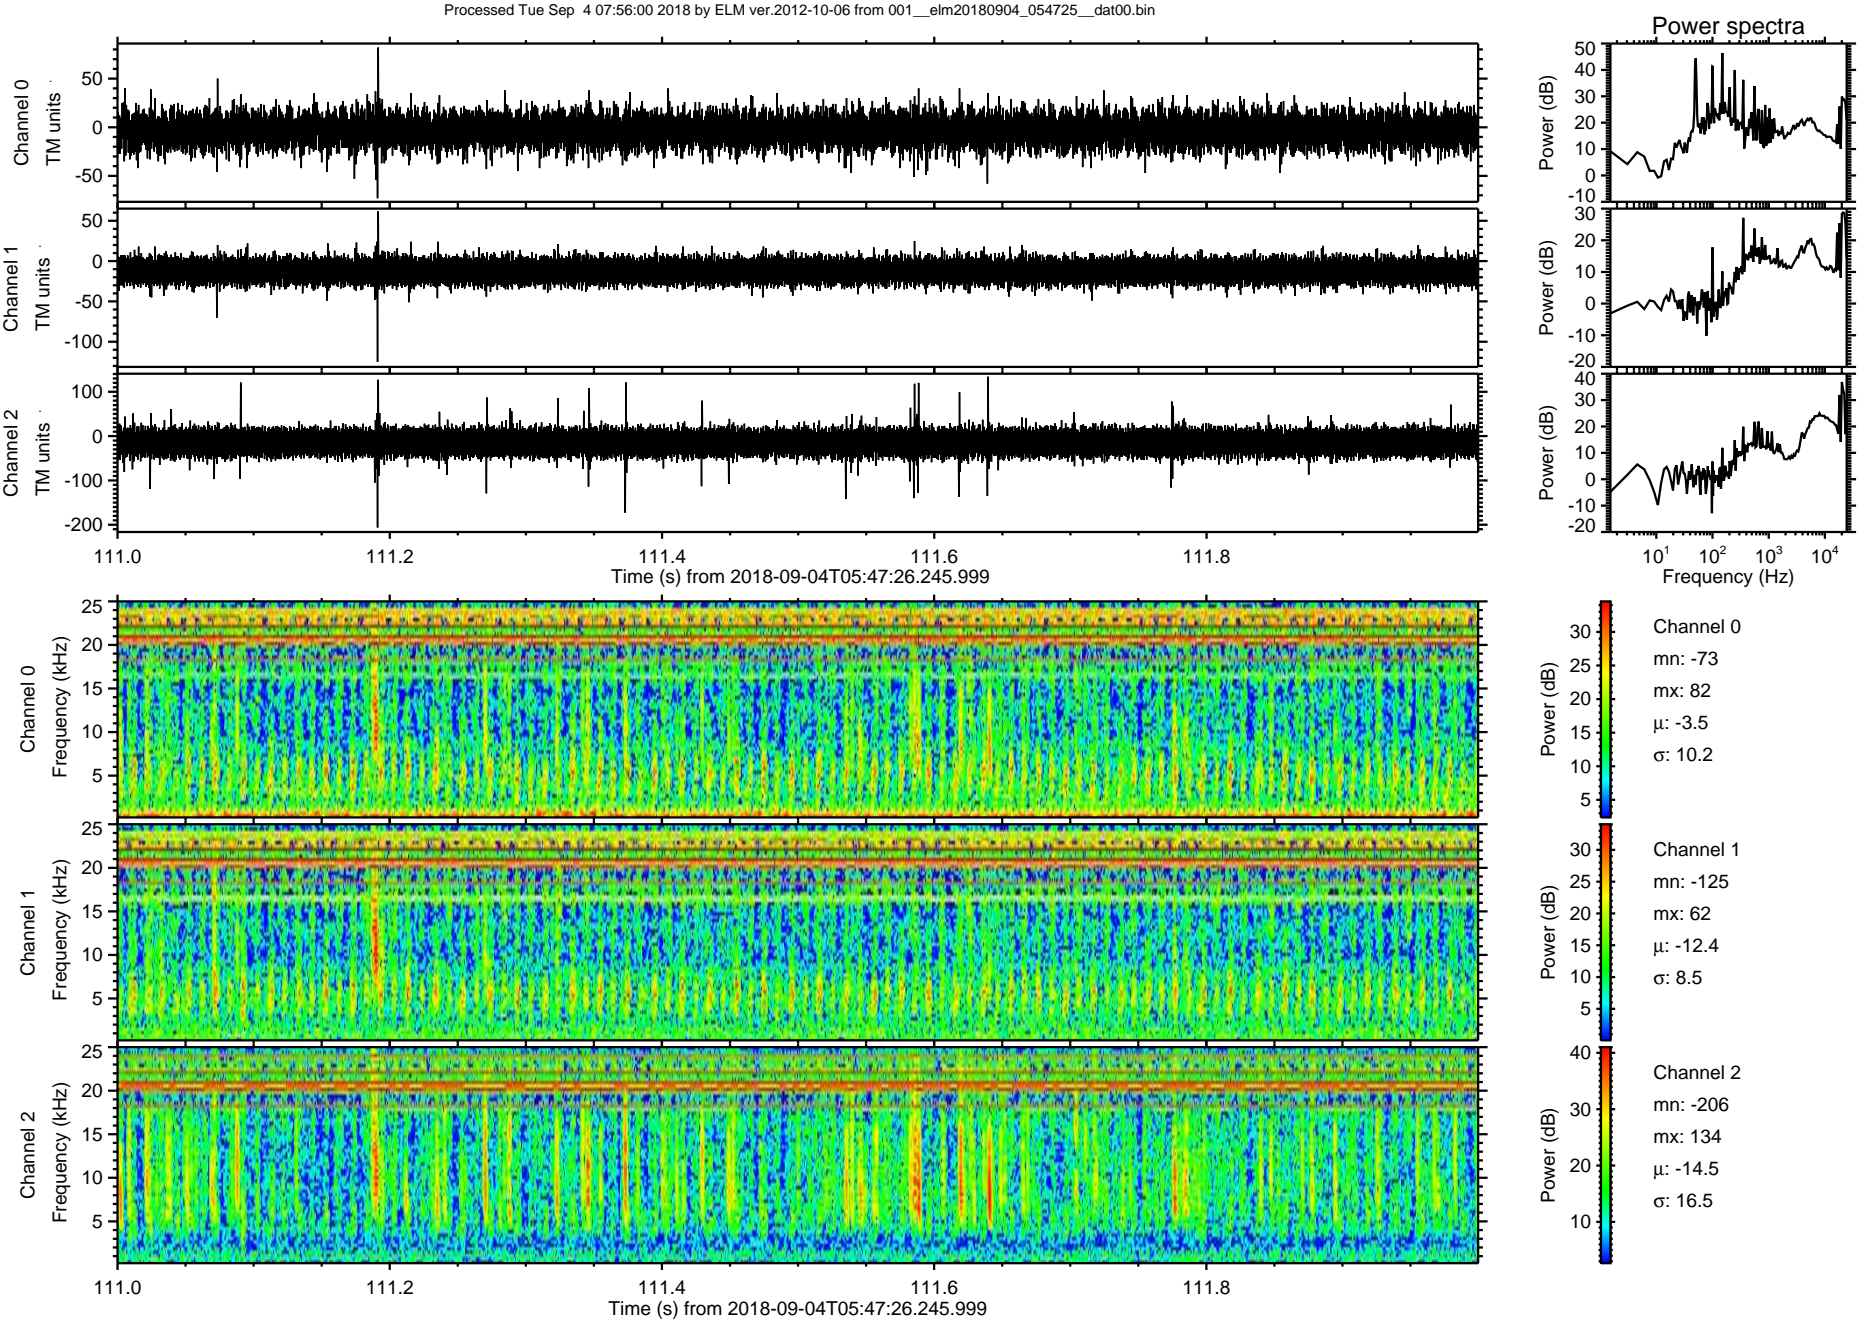 Processed Tue Sep  4 07:56:00 2018 by ELM ver.2012-10-06 from 001__elm20180904_054725__dat00.bin
Power spectra
Channel 0
TM units
50
0
-50
Power (dB)
50
40
30
20
10
0
-10
Channel 1
TM units
50
0
-50
-100
Power (dB)
30
20
10
0
-10
-20
Channel 2
TM units
100
0
-100
-200
Power (dB)
40
30
20
10
0
-10
-20
111.0 111.2 111.4 111.6 111.8
Time (s) from 2018-09-04T05:47:26.245.999
10¹ 10² 10³ 10⁴
Frequency (Hz)
Channel 0
Frequency (kHz)
25
20
15
10
5
Power (dB)
30
25
20
15
10
5
Channel 0
mn: -73
mx: 82
µ: -3.5
σ: 10.2
Channel 1
Frequency (kHz)
25
20
15
10
5
Power (dB)
30
25
20
15
10
5
Channel 1
mn: -125
mx: 62
µ: -12.4
σ: 8.5
Channel 2
Frequency (kHz)
25
20
15
10
5
Power (dB)
40
30
20
10
Channel 2
mn: -206
mx: 134
µ: -14.5
σ: 16.5
111.0 111.2 111.4 111.6 111.8
Time (s) from 2018-09-04T05:47:26.245.999